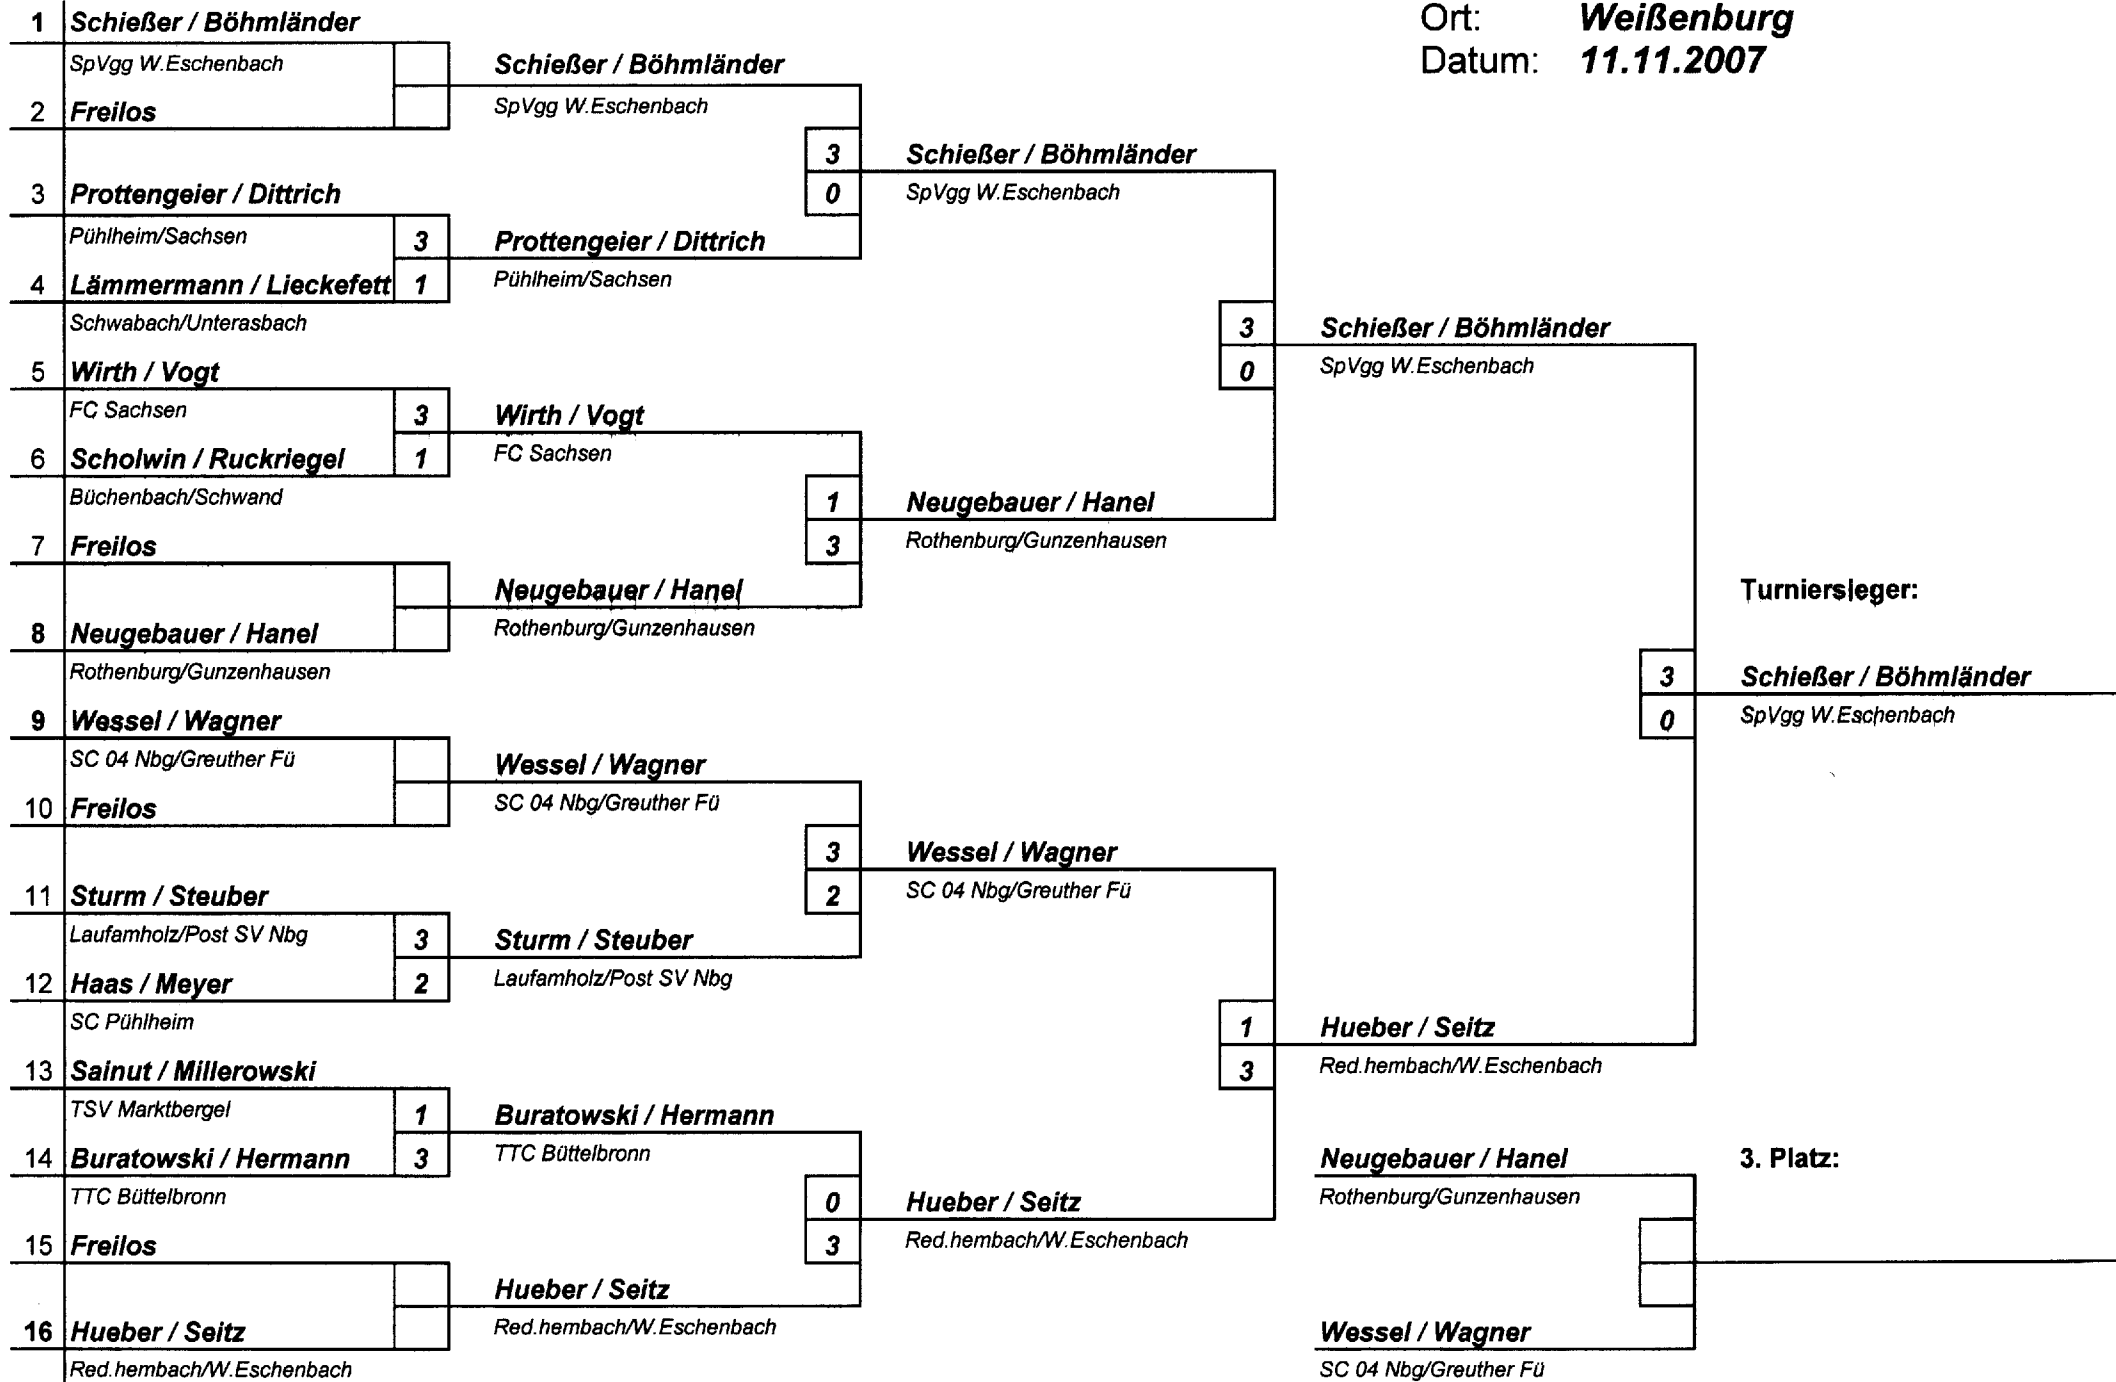 Ort: Weißenburg
Datum: 11.11.2007
1 Schießer / Böhmländer
SpVgg W.Eschenbach
2 Freilos
3 Prottengeier / Dittrich
Pühlheim/Sachsen 3
4 Lämmermann / Lieckefett 1
Schwabach/Unterasbach
5 Wirth / Vogt
FC Sachsen 3
6 Scholwin / Ruckriegel 1
Büchenbach/Schwand
7 Freilos
8 Neugebauer / Hanel
Rothenburg/Gunzenhausen
9 Wessel / Wagner
SC 04 Nbg/Greuther Fü
10 Freilos
11 Sturm / Steuber
Laufamholz/Post SV Nbg 3
12 Haas / Meyer 2
SC Pühlheim
13 Sainut / Millerowski
TSV Marktbergel 1
14 Buratowski / Hermann 3
TTC Büttelbronn
15 Freilos
16 Hueber / Seitz
Red.hembach/W.Eschenbach
Schießer / Böhmländer
SpVgg W.Eschenbach
3
0
Prottengeier / Dittrich
Pühlheim/Sachsen
Wirth / Vogt
FC Sachsen
1
3
Neugebauer / Hanel
Rothenburg/Gunzenhausen
Wessel / Wagner
SC 04 Nbg/Greuther Fü
3
2
Sturm / Steuber
Laufamholz/Post SV Nbg
Buratowski / Hermann
TTC Büttelbronn
0
3
Hueber / Seitz
Red.hembach/W.Eschenbach
Schießer / Böhmländer
SpVgg W.Eschenbach
3
0
Neugebauer / Hanel
Rothenburg/Gunzenhausen
Wessel / Wagner
SC 04 Nbg/Greuther Fü
1
3
Hueber / Seitz
Red.hembach/W.Eschenbach
Schießer / Böhmländer
SpVgg W.Eschenbach
3
0
Hueber / Seitz
Red.hembach/W.Eschenbach
Turniersieger:
Schießer / Böhmländer
SpVgg W.Eschenbach
Neugebauer / Hanel
Rothenburg/Gunzenhausen
3. Platz:
Wessel / Wagner
SC 04 Nbg/Greuther Fü